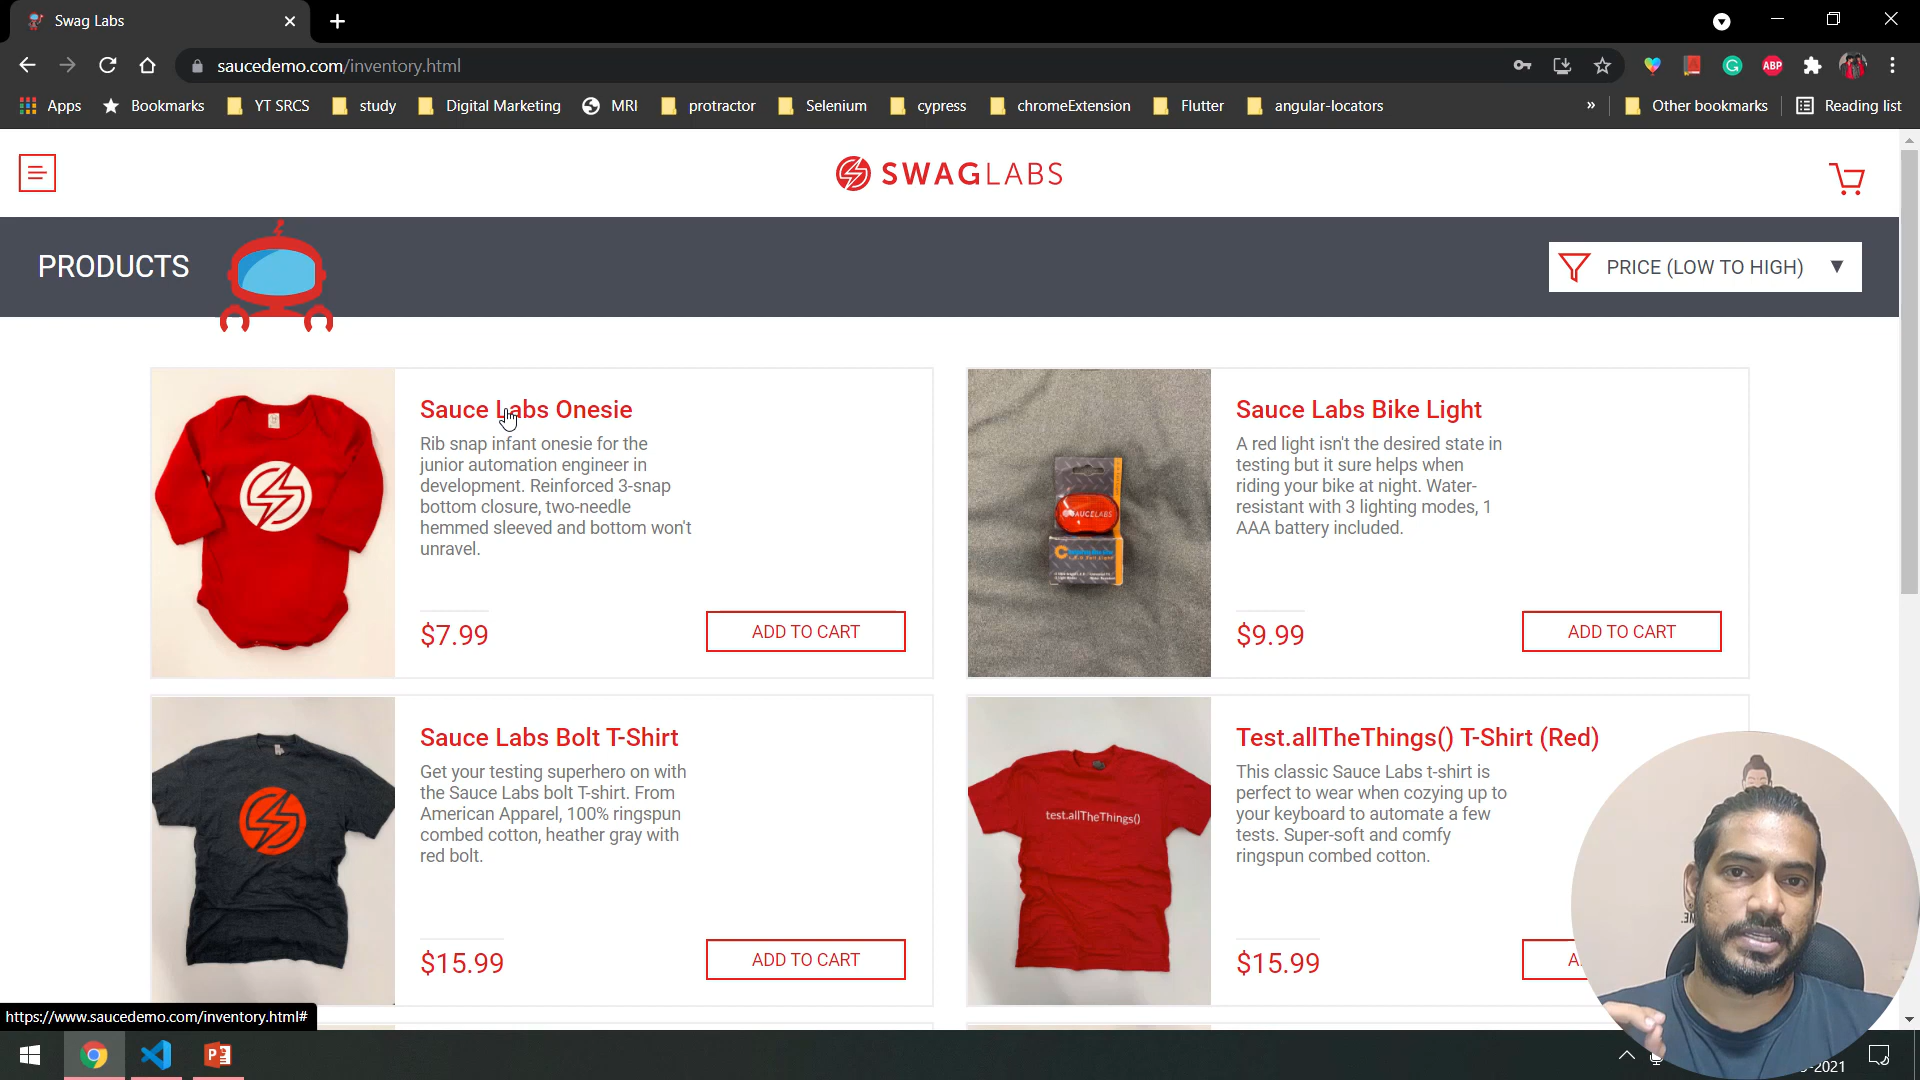 Swag Labs
saucedemo.com/inventory.html
ABP
Apps Bookmarks YT SRCS study Digital Marketing MRI protractor Selenium cypress chromeExtension Flutter angular-locators » Other bookmarks Reading list
SWAGLABS
PRODUCTS
PRICE (LOW TO HIGH)
Sauce Labs Onesie
Rib snap infant onesie for the
junior automation engineer in
development. Reinforced 3-snap
bottom closure, two-needle
hemmed sleeved and bottom won't
unravel.
$7.99
ADD TO CART
SAUCELABS
Sauce Labs Bike Light
A red light isn't the desired state in
testing but it sure helps when
riding your bike at night. Water-
resistant with 3 lighting modes, 1
AAA battery included.
$9.99
ADD TO CART
Sauce Labs Bolt T-Shirt
Get your testing superhero on with
the Sauce Labs bolt T-shirt. From
American Apparel, 100% ringspun
combed cotton, heather gray with
red bolt.
$15.99
ADD TO CART
test.allTheThings()
Test.allTheThings() T-Shirt (Red)
This classic Sauce Labs t-shirt is
perfect to wear when cozying up to
your keyboard to automate a few
tests. Super-soft and comfy
ringspun combed cotton.
$15.99
A
https://www.saucedemo.com/inventory.html#
-2021